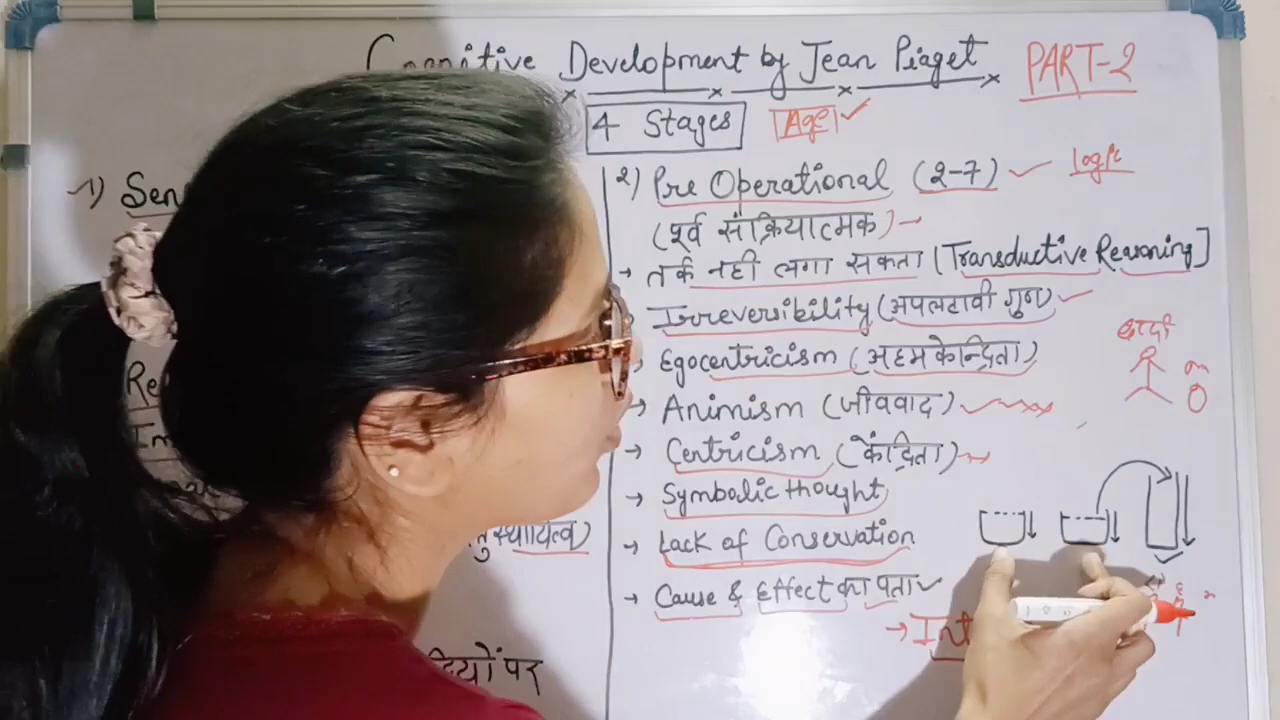 Cognitive Development by Jean Piaget PART-2
4 Stages Age
1) Sen
Re
स्थायित्व)
यों पर
2) Pre Operational (2-7) logic
(पूर्व संक्रियात्मक)
तर्क नही लगा सकता [Transductive Reasoning]
Irreversibility (अपलटावी गुण)
Egocentricism (अहम केन्द्रिता)
→ Animism (जीववाद)
→ Centricism (केंद्रिता)
→ Symbolic thought
→ Lack of Conservation
→ Cause & Effect का पता
→ Int